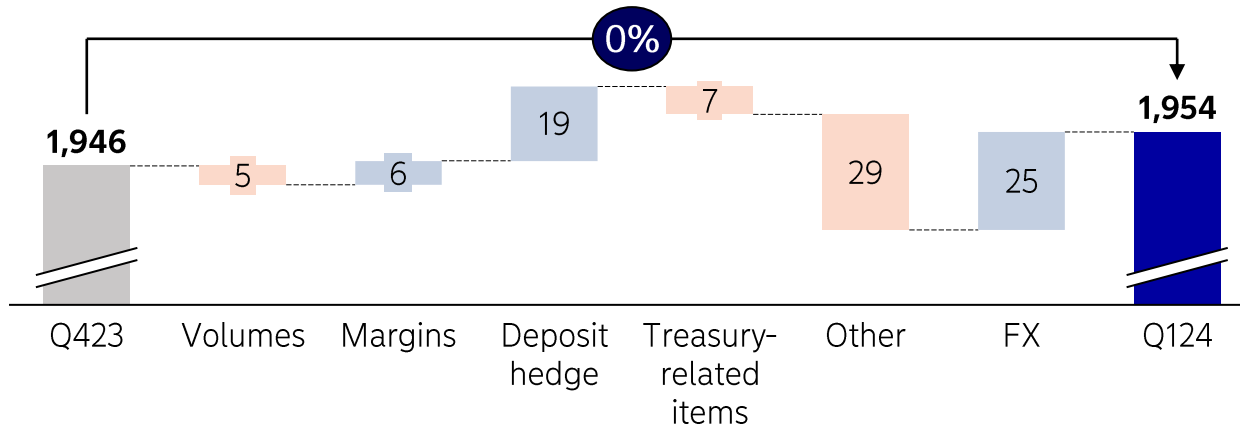 0%
1,946
5
6
19
7
29
25
1,954
Q423
Volumes
Margins
Deposit
hedge
Treasury-
related
items
Other
FX
Q124